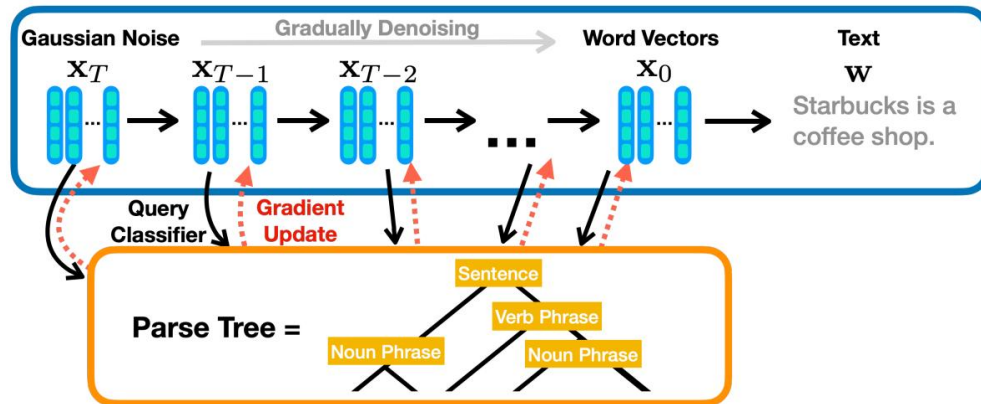 Gaussian Noise
Gradually Denoising
Word Vectors
Text
x_T
x_{T-1}
x_{T-2}
x_0
w
...
...
...
...
...
Starbucks is a
coffee shop.
Query
Classifier
Gradient
Update
Sentence
Parse Tree =
Verb Phrase
Noun Phrase
Noun Phrase